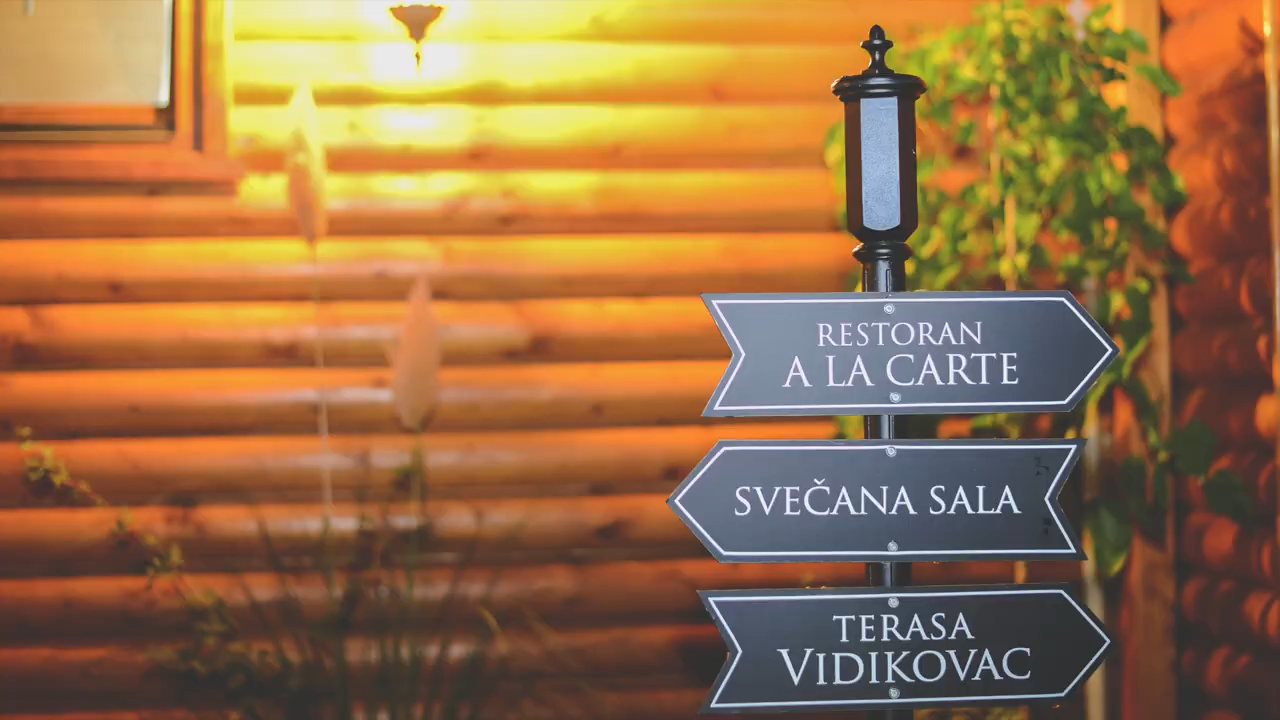 RESTORAN
A LA CARTE
SVEČANA SALA
TERASA
VIDIKOVAC